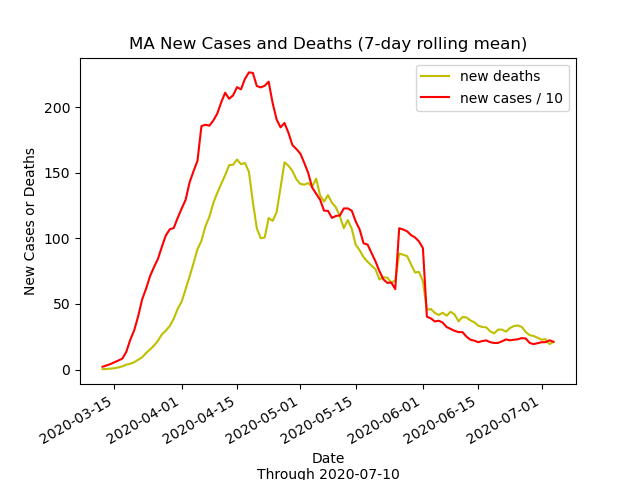 MA New Cases and Deaths (7-day rolling mean)
new deaths
new cases / 10
New Cases or Deaths
200
150
100
50
0
2020-03-15
2020-04-01
2020-04-15
2020-05-01
2020-05-15
2020-06-01
2020-06-15
2020-07-01
Date
Through 2020-07-10